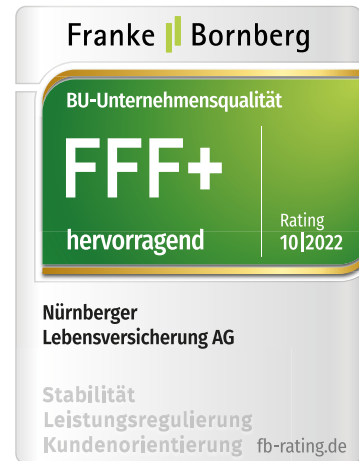 Franke Bornberg
BU-Unternehmensqualität
FFF+
hervorragend
Rating
10|2022
Nürnberger
Lebensversicherung AG
Stabilität
Leistungsregulierung
Kundenorientierung fb-rating.de